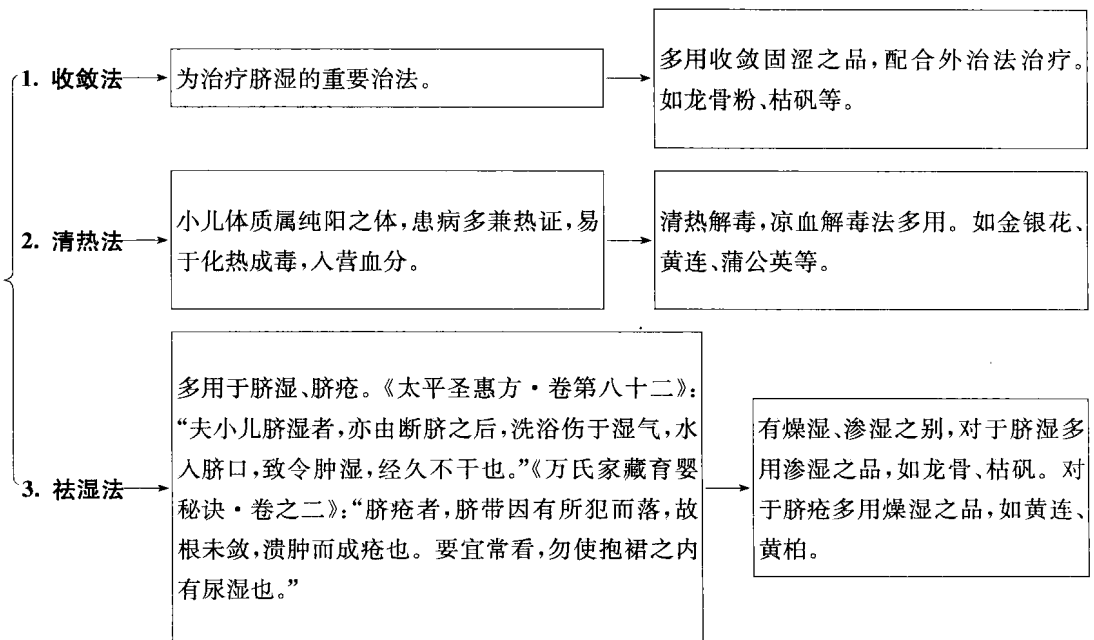 1. 收敛法
为治疗脐湿的重要治法。
多用收敛固涩之品，配合外治法治疗。
如龙骨粉、枯矾等。
2. 清热法
小儿体质属纯阳之体，患病多兼热证，易
于化热成毒，入营血分。
清热解毒，凉血解毒法多用。如金银花、
黄连、蒲公英等。
3. 祛湿法
多用于脐湿、脐疮。《太平圣惠方·卷第八十二》：
“夫小儿脐湿者，亦由断脐之后，洗浴伤于湿气，水
入脐口，致令肿湿，经久不干也。”《万氏家藏育婴
秘诀·卷之二》：“脐疮者，脐带因有所犯而落，故
根未敛，溃肿而成疮也。要宜常看，勿使抱裙之内
有尿湿也。”
有燥湿、渗湿之别，对于脐湿多
用渗湿之品，如龙骨、枯矾。对
于脐疮多用燥湿之品，如黄连、
黄柏。